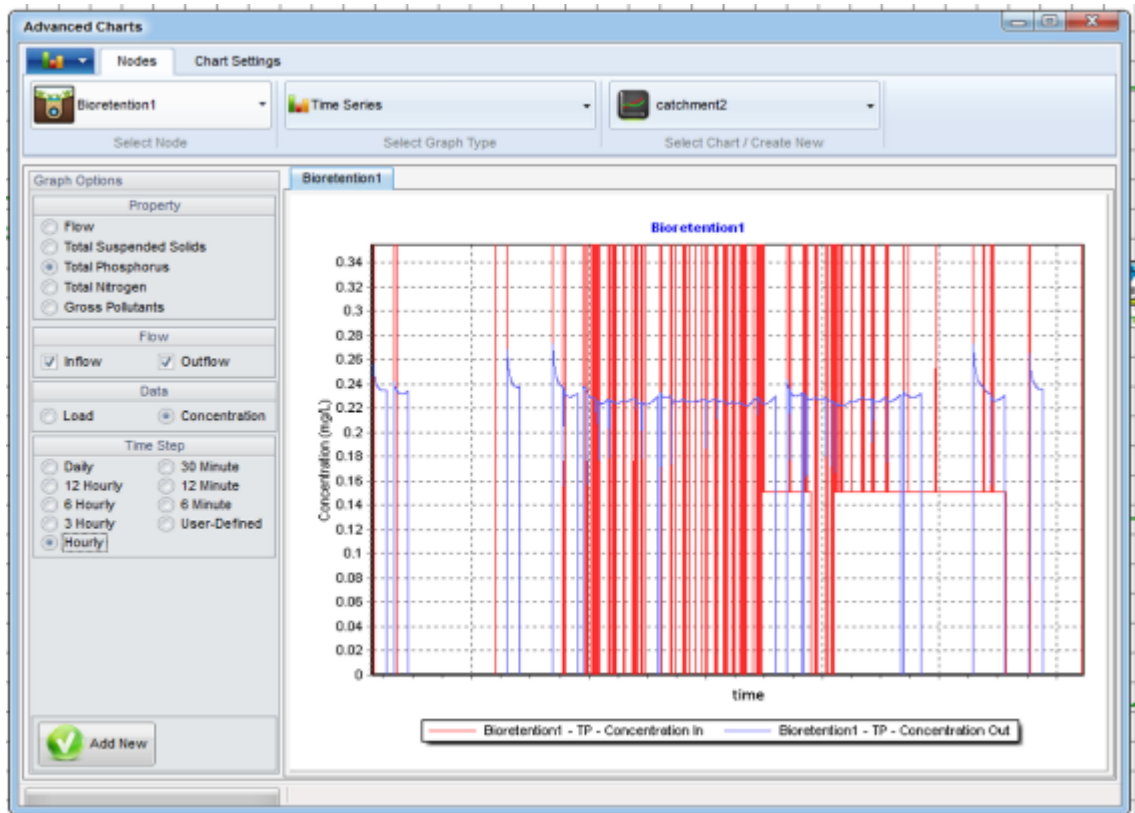 Advanced Charts
Nodes Chart Settings
Bioretention1 Time Series catchment2
Select Node Select Graph Type Select Chart / Create New
Graph Options
Property
Flow
Total Suspended Solids
Total Phosphorus
Total Nitrogen
Gross Pollutants
Flow
Inflow Outflow
Data
Load Concentration
Time Step
Daily 30 Minute
12 Hourly 12 Minute
6 Hourly 6 Minute
3 Hourly User-Defined
Hourly
Add New
Bioretention1
Bioretention1
Concentration (mg/L)
0.34
0.32
0.3
0.28
0.26
0.24
0.22
0.2
0.18
0.16
0.14
0.12
0.1
0.08
0.06
0.04
0.02
0
time
Bioretention1 - TP - Concentration In Bioretention1 - TP - Concentration Out